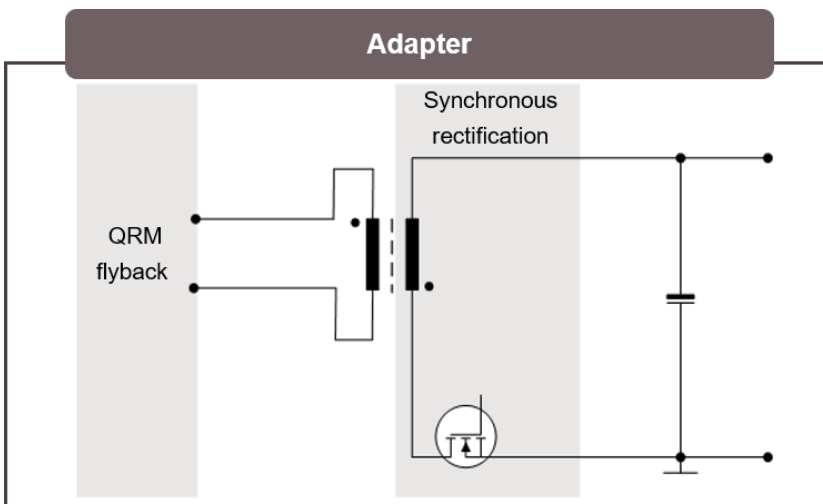 Adapter
Synchronous
rectification
QRM
flyback